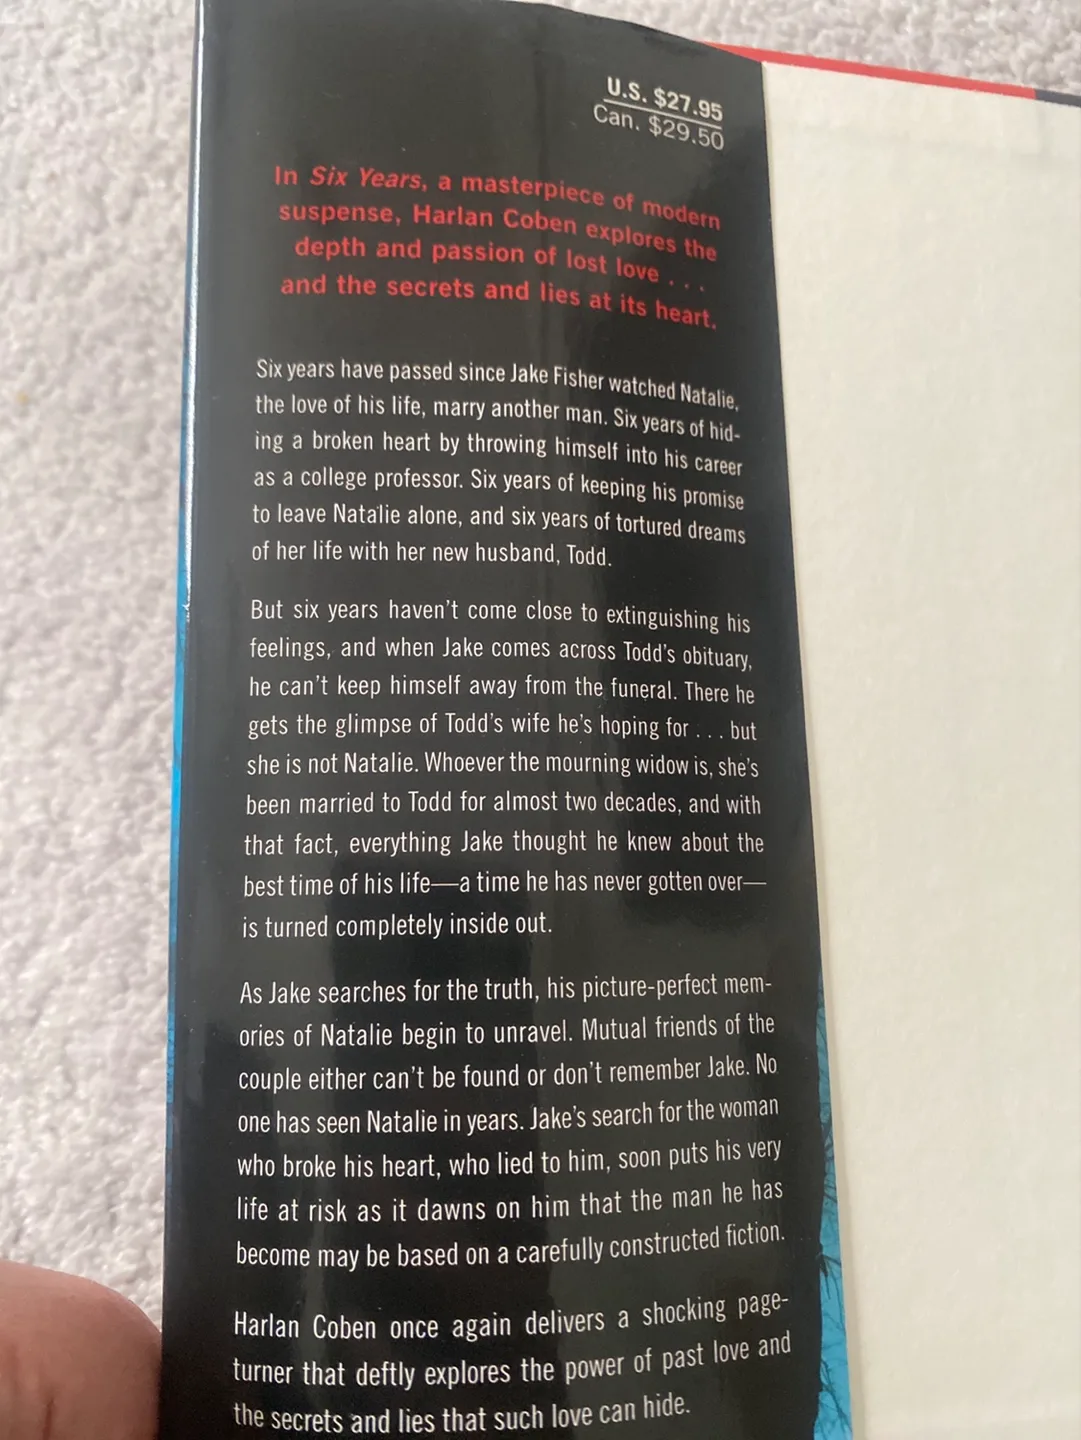 U.S. $27.95
Can. $29.50
In Six Years, a masterpiece of modern
suspense, Harlan Coben explores the
depth and passion of lost love . . .
and the secrets and lies at its heart.
Six years have passed since Jake Fisher watched Natalie,
the love of his life, marry another man. Six years of hid-
ing a broken heart by throwing himself into his career
as a college professor. Six years of keeping his promise
to leave Natalie alone, and six years of tortured dreams
of her life with her new husband, Todd.
But six years haven't come close to extinguishing his
feelings, and when Jake comes across Todd's obituary,
he can't keep himself away from the funeral. There he
gets the glimpse of Todd's wife he's hoping for . . . but
she is not Natalie. Whoever the mourning widow is, she's
been married to Todd for almost two decades, and with
that fact, everything Jake thought he knew about the
best time of his life—a time he has never gotten over—
is turned completely inside out.
As Jake searches for the truth, his picture-perfect mem-
ories of Natalie begin to unravel. Mutual friends of the
couple either can't be found or don't remember Jake. No
one has seen Natalie in years. Jake's search for the woman
who broke his heart, who lied to him, soon puts his very
life at risk as it dawns on him that the man he has
become may be based on a carefully constructed fiction.
Harlan Coben once again delivers a shocking page-
turner that deftly explores the power of past love and
the secrets and lies that such love can hide.